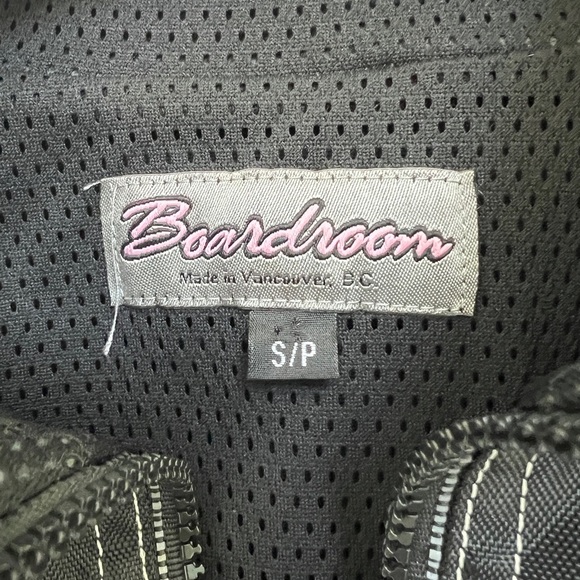 Boardroom
Made in Vancouver, B.C.
S/P